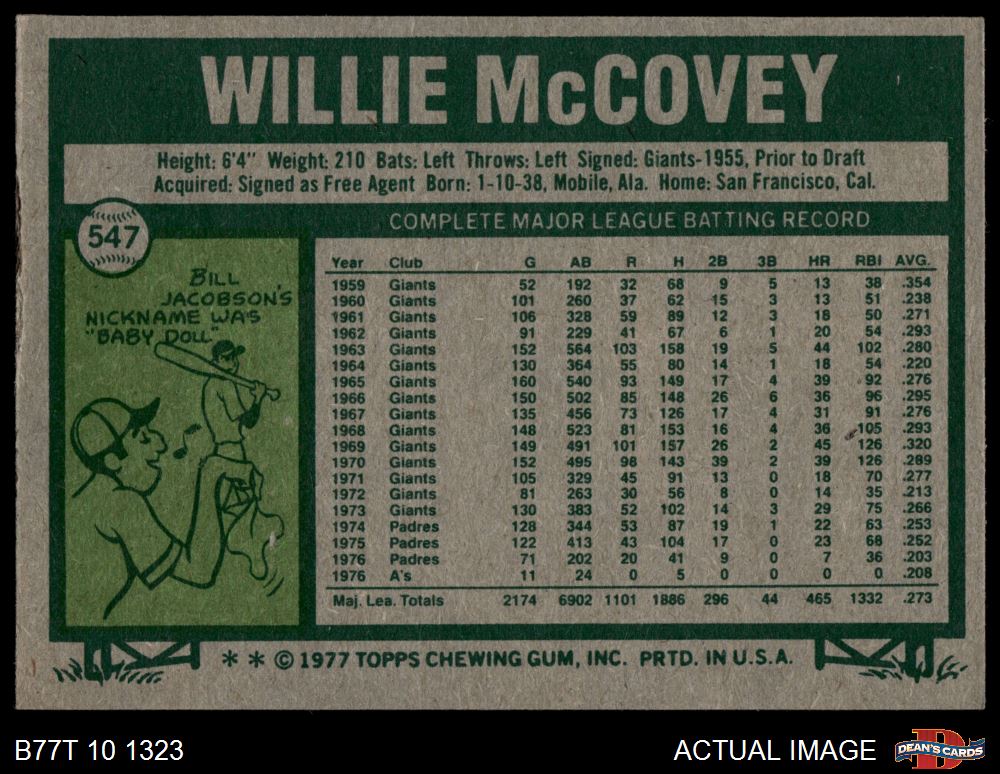 WILLIE McCOVEY
Height: 6'4" Weight: 210 Bats: Left Throws: Left Signed: Giants-1955, Prior to Draft
Acquired: Signed as Free Agent Born: 1-10-38, Mobile, Ala. Home: San Francisco, Cal.
547
BILL
JACOBSON'S
NICKNAME WAS
"BABY DOLL"
COMPLETE MAJOR LEAGUE BATTING RECORD
Year Club G AB R H 2B 3B HR RBI AVG.
1959 Giants 52 192 32 68 9 5 13 38 .354
1960 Giants 101 260 37 62 15 3 13 51 .238
1961 Giants 106 328 59 89 12 3 18 50 .271
1962 Giants 91 229 41 67 6 1 20 54 .293
1963 Giants 152 564 103 158 19 5 44 102 .280
1964 Giants 130 364 55 80 14 1 18 54 .220
1965 Giants 160 540 93 149 17 4 39 92 .276
1966 Giants 150 502 85 148 26 6 36 96 .295
1967 Giants 135 456 73 126 17 4 31 91 .276
1968 Giants 148 523 81 153 16 4 36 105 .293
1969 Giants 149 491 101 157 26 2 45 126 .320
1970 Giants 152 495 98 143 39 2 39 126 .289
1971 Giants 105 329 45 91 13 0 18 70 .277
1972 Giants 81 263 30 56 8 0 14 35 .213
1973 Giants 130 383 52 102 14 3 29 75 .266
1974 Padres 128 344 53 87 19 1 22 63 .253
1975 Padres 122 413 43 104 17 0 23 68 .252
1976 Padres 71 202 20 41 9 0 7 36 .203
1976 A's 11 24 0 5 0 0 0 0 .208
Maj. Lea. Totals 2174 6902 1101 1886 296 44 465 1332 .273
* * © 1977 TOPPS CHEWING GUM, INC. PRTD. IN U.S.A.
B77T 10 1323
ACTUAL IMAGE
D
DEAN'S CARDS